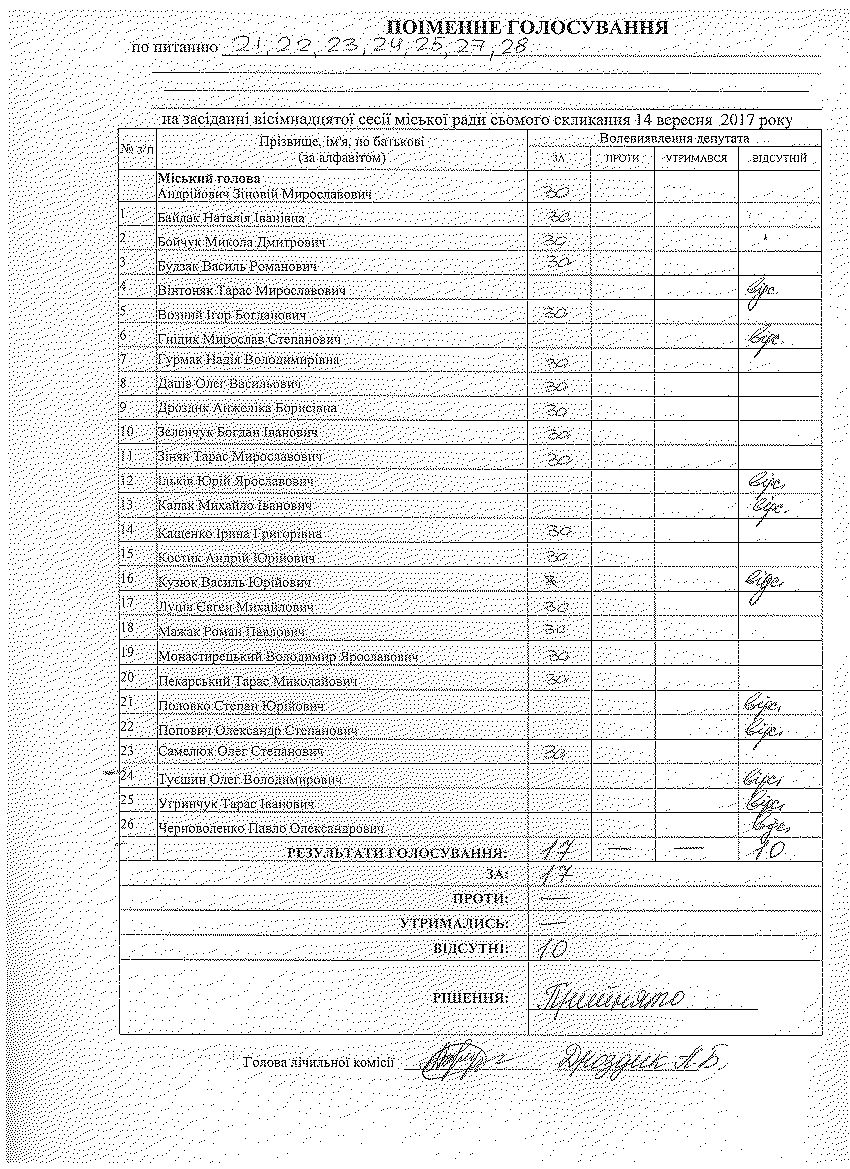 ПОІМЕННЕ ГОЛОСУВАННЯ
по питанню 21, 22, 23, 24, 25, 27, 28
на засіданні вісімнадцятої сесії міської ради сьомого скликання 14 вересня 2017 року
№ з/п Прізвище, ім'я, по батькові (за алфавітом) Волевиявлення депутата
ЗА ПРОТИ УТРИМАВСЯ ВІДСУТНІЙ
Міський голова
Андрійович Зіновій Мирославович за
1 Байдак Наталія Іванівна за
2 Бойчук Микола Дмитрович за
3 Будзак Василь Романович за
4 Вінтоняк Тарас Мирославович відс.
5 Возний Ігор Богданович за
6 Гнідик Мирослав Степанович відс.
7 Гурмак Надія Володимирівна за
8 Даців Олег Васильович за
9 Дроздик Анжеліка Борисівна за
10 Зеленчук Богдан Іванович за
11 Зіняк Тарас Мирославович за
12 Ільків Юрій Ярославович відс.
13 Капак Михайло Іванович відс.
14 Кащенко Ірина Григорівна за
15 Костик Андрій Юрійович за
16 Кузюк Василь Юрійович відс.
17 Луців Євген Михайлович за
18 Мажак Роман Павлович за
19 Монастирецький Володимир Ярославович за
20 Пекарський Тарас Миколайович за
21 Половко Степан Юрійович відс.
22 Попович Олександр Степанович відс.
23 Самелюк Олег Степанович за
24 Туєшин Олег Володимирович відс.
25 Угринчук Тарас Іванович відс.
26 Черноволенко Павло Олександрович відс.
РЕЗУЛЬТАТИ ГОЛОСУВАННЯ: 17 — — 10
ЗА: 17
ПРОТИ: —
УТРИМАЛИСЬ: —
ВІДСУТНІ: 10
РІШЕННЯ: Прийнято
Голова лічильної комісії Дроздик А.Б.